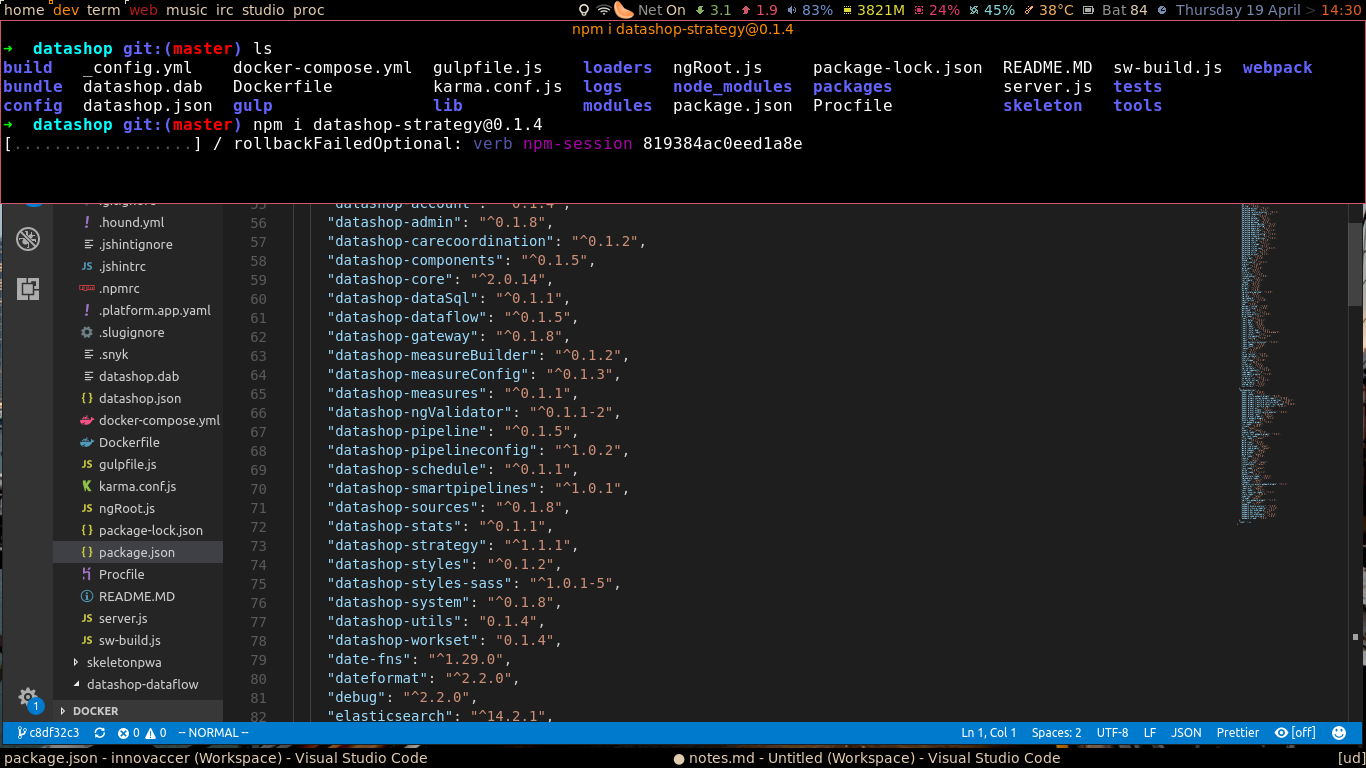 home dev term web music irc studio proc Net On 3.1 1.9 83% 3821M 24% 45% 38°C Bat 84 Thursday 19 April > 14:30
npm i datashop-strategy@0.1.4
➜ datashop git:(master) ls
build _config.yml docker-compose.yml gulpfile.js loaders ngRoot.js package-lock.json README.MD sw-build.js webpack
bundle datashop.dab Dockerfile karma.conf.js logs node_modules packages server.js tests
config datashop.json gulp lib modules package.json Procfile skeleton tools
➜ datashop git:(master) npm i datashop-strategy@0.1.4
[..................] / rollbackFailedOptional: verb npm-session 819384ac0eed1a8e
.gitignore
! .hound.yml
.jshintignore
JS .jshintrc
.npmrc
! .platform.app.yaml
.slugignore
.snyk
datashop.dab
{} datashop.json
docker-compose.yml
Dockerfile
JS gulpfile.js
karma.conf.js
JS ngRoot.js
{} package-lock.json
{} package.json
Procfile
README.MD
JS server.js
JS sw-build.js
skeletonpwa
datashop-dataflow
DOCKER
1
55 "datashop-account": "^0.1.4",
56 "datashop-admin": "^0.1.8",
57 "datashop-carecoordination": "^0.1.2",
58 "datashop-components": "^0.1.5",
59 "datashop-core": "^2.0.14",
60 "datashop-dataSql": "^0.1.1",
61 "datashop-dataflow": "^0.1.5",
62 "datashop-gateway": "^0.1.8",
63 "datashop-measureBuilder": "^0.1.2",
64 "datashop-measureConfig": "^0.1.3",
65 "datashop-measures": "^0.1.1",
66 "datashop-ngValidator": "^0.1.1-2",
67 "datashop-pipeline": "^0.1.5",
68 "datashop-pipelineconfig": "^1.0.2",
69 "datashop-schedule": "^0.1.1",
70 "datashop-smartpipelines": "^1.0.1",
71 "datashop-sources": "^0.1.8",
72 "datashop-stats": "^0.1.1",
73 "datashop-strategy": "^1.1.1",
74 "datashop-styles": "^0.1.2",
75 "datashop-styles-sass": "^1.0.1-5",
76 "datashop-system": "^0.1.8",
77 "datashop-utils": "0.1.4",
78 "datashop-workset": "0.1.4",
79 "date-fns": "^1.29.0",
80 "dateformat": "^2.2.0",
81 "debug": "^2.2.0",
82 "elasticsearch": "^14.2.1",
c8df32c3 0 0 -- NORMAL -- Ln 1, Col 1 Spaces: 2 UTF-8 LF JSON Prettier [off]
package.json - innovaccer (Workspace) - Visual Studio Code ● notes.md - Untitled (Workspace) - Visual Studio Code [ud]